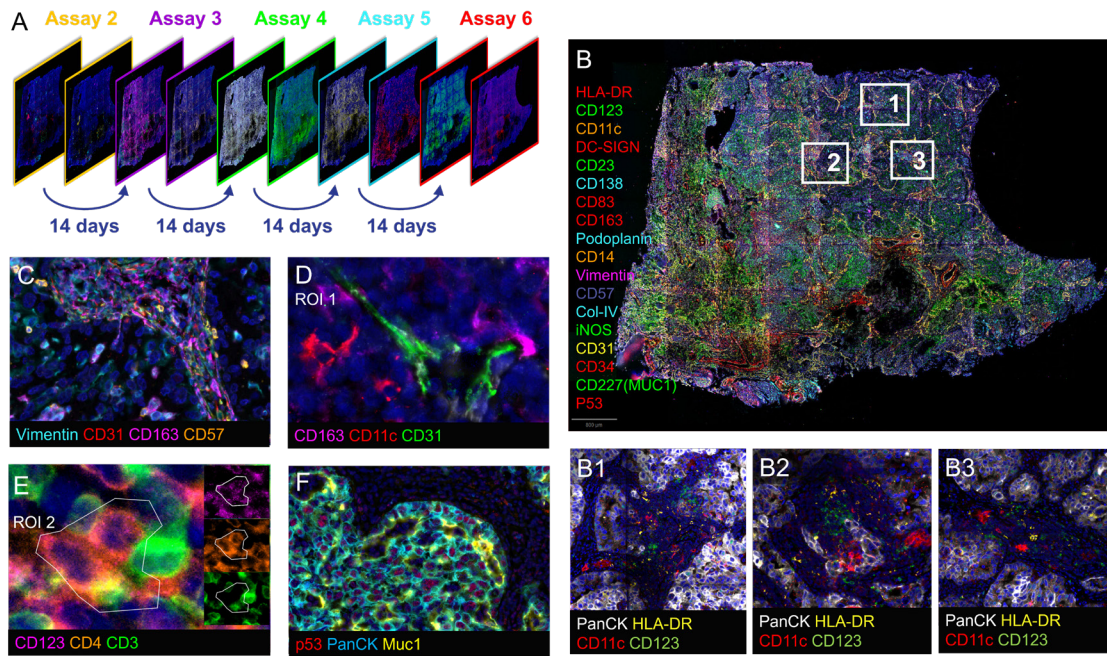 A
Assay 2 Assay 3 Assay 4 Assay 5 Assay 6
14 days 14 days 14 days 14 days
B
HLA-DR
CD123
CD11c
DC-SIGN
CD23
CD138
CD83
CD163
Podoplanin
CD14
Vimentin
CD57
Col-IV
iNOS
CD31
CD34
CD227(MUC1)
P53
1
2
3
800 µm
C
Vimentin CD31 CD163 CD57
D
ROI 1
CD163 CD11c CD31
E
ROI 2
CD123 CD4 CD3
F
p53 PanCK Muc1
B1
PanCK HLA-DR
CD11c CD123
B2
PanCK HLA-DR
CD11c CD123
B3
PanCK HLA-DR
CD11c CD123